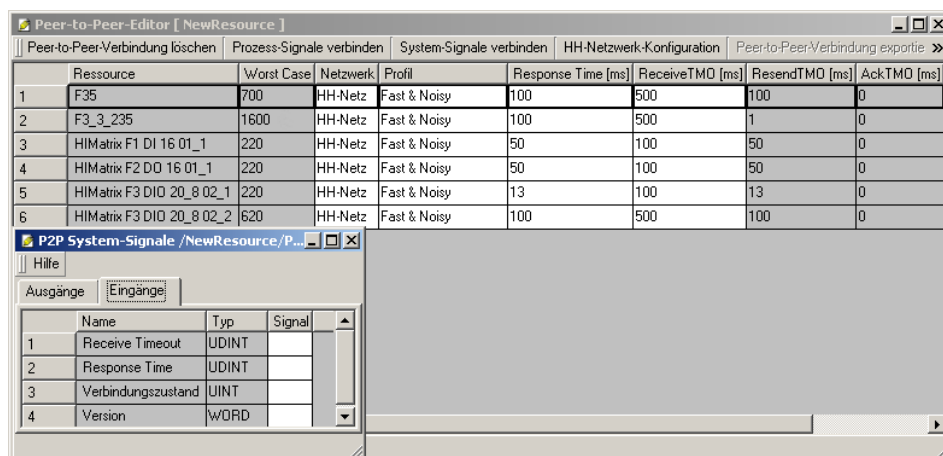 Peer-to-Peer-Editor [ NewResource ]
Peer-to-Peer-Verbindung löschen Prozess-Signale verbinden System-Signale verbinden HH-Netzwerk-Konfiguration Peer-to-Peer-Verbindung exportie »
Ressource Worst Case Netzwerk Profil Response Time [ms] ReceiveTMO [ms] ResendTMO [ms] AckTMO [ms]
1 F35 700 HH-Netz Fast & Noisy 100 500 100 0
2 F3_3_235 1600 HH-Netz Fast & Noisy 100 500 1 0
3 HIMatrix F1 DI 16 01_1 220 HH-Netz Fast & Noisy 50 100 50 0
4 HIMatrix F2 DO 16 01_1 220 HH-Netz Fast & Noisy 50 100 50 0
5 HIMatrix F3 DIO 20_8 02_1 220 HH-Netz Fast & Noisy 13 100 13 0
6 HIMatrix F3 DIO 20_8 02_2 620 HH-Netz Fast & Noisy 100 500 100 0
P2P System-Signale /NewResource/P...
Hilfe
Ausgänge Eingänge
Name Typ Signal
1 Receive Timeout UDINT
2 Response Time UDINT
3 Verbindungszustand UINT
4 Version WORD